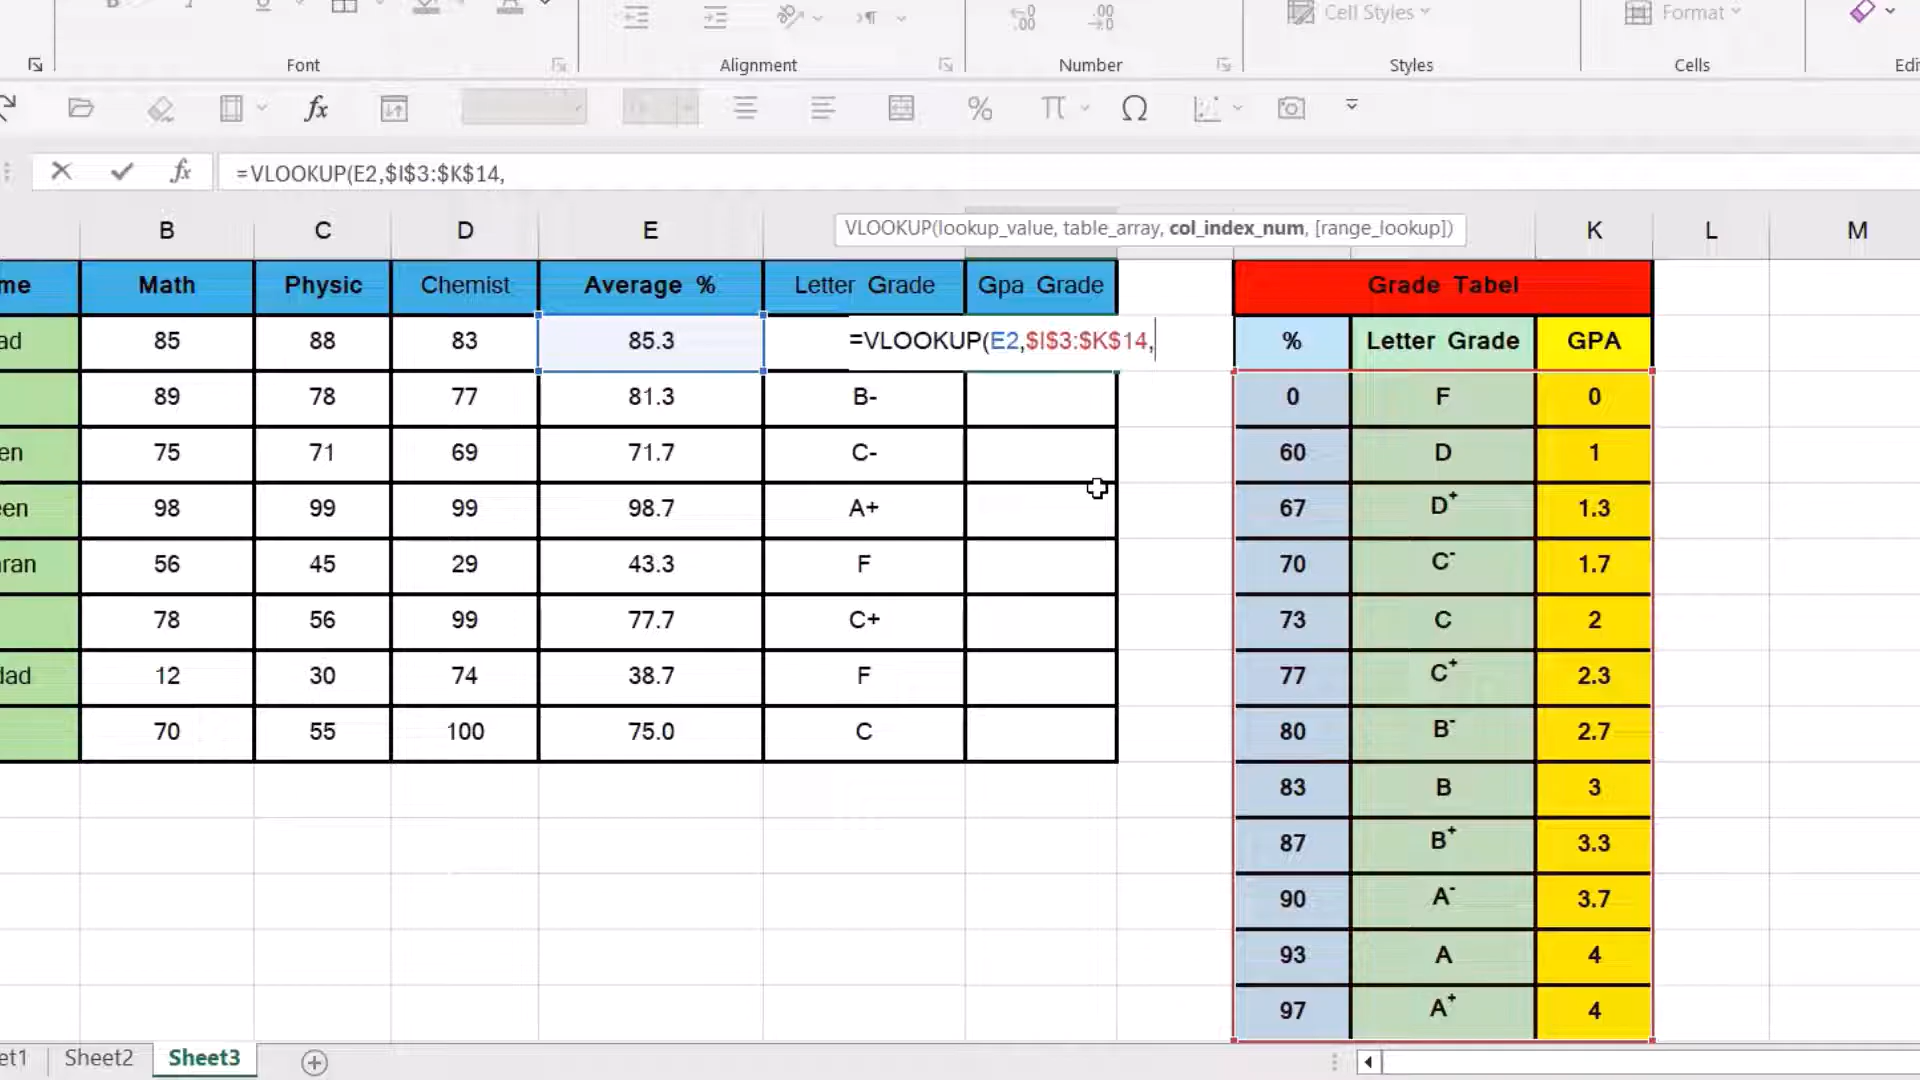 Cell Styles
Format
Font
Alignment
Number
Styles
Cells
Edi
=VLOOKUP(E2,$I$3:$K$14,
VLOOKUP(lookup_value, table_array, col_index_num, [range_lookup])
B C D E K L M
me Math Physic Chemist Average % Letter Grade Gpa Grade Grade Tabel
ad 85 88 83 85.3 =VLOOKUP(E2,$I$3:$K$14, % Letter Grade GPA
89 78 77 81.3 B- 0 F 0
en 75 71 69 71.7 C- 60 D 1
een 98 99 99 98.7 A+ 67 D+ 1.3
aran 56 45 29 43.3 F 70 C- 1.7
78 56 99 77.7 C+ 73 C 2
dad 12 30 74 38.7 F 77 C+ 2.3
70 55 100 75.0 C 80 B- 2.7
83 B 3
87 B+ 3.3
90 A- 3.7
93 A 4
97 A+ 4
et1 Sheet2 Sheet3